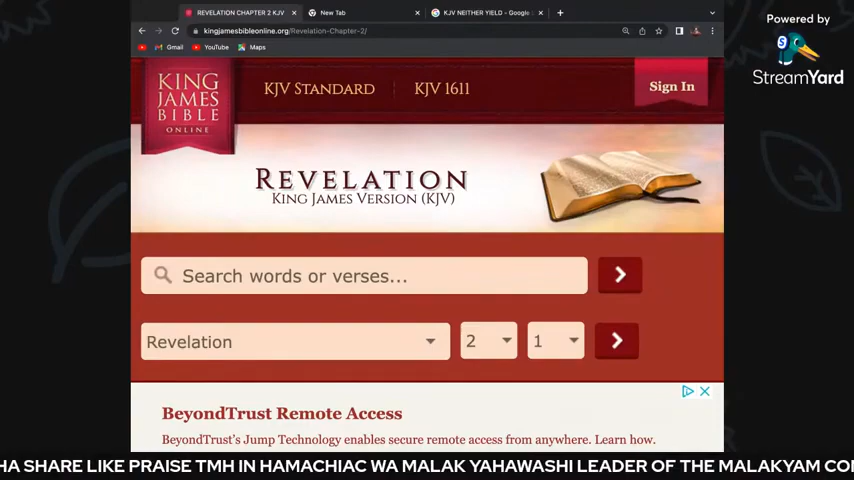 REVELATION CHAPTER 2 KJV
New Tab
KJV NEITHER YIELD - Google
Powered by
StreamYard
kingjamesbibleonline.org/Revelation-Chapter-2/
Gmail
YouTube
Maps
KING
JAMES
BIBLE
ONLINE
KJV STANDARD
KJV 1611
Sign In
REVELATION
KING JAMES VERSION (KJV)
Search words or verses...
Revelation
2
1
BeyondTrust Remote Access
BeyondTrust's Jump Technology enables secure remote access from anywhere. Learn how.
HA SHARE LIKE PRAISE TMH IN HAMACHIAC WA MALAK YAHAWASHI LEADER OF THE MALAKYAM